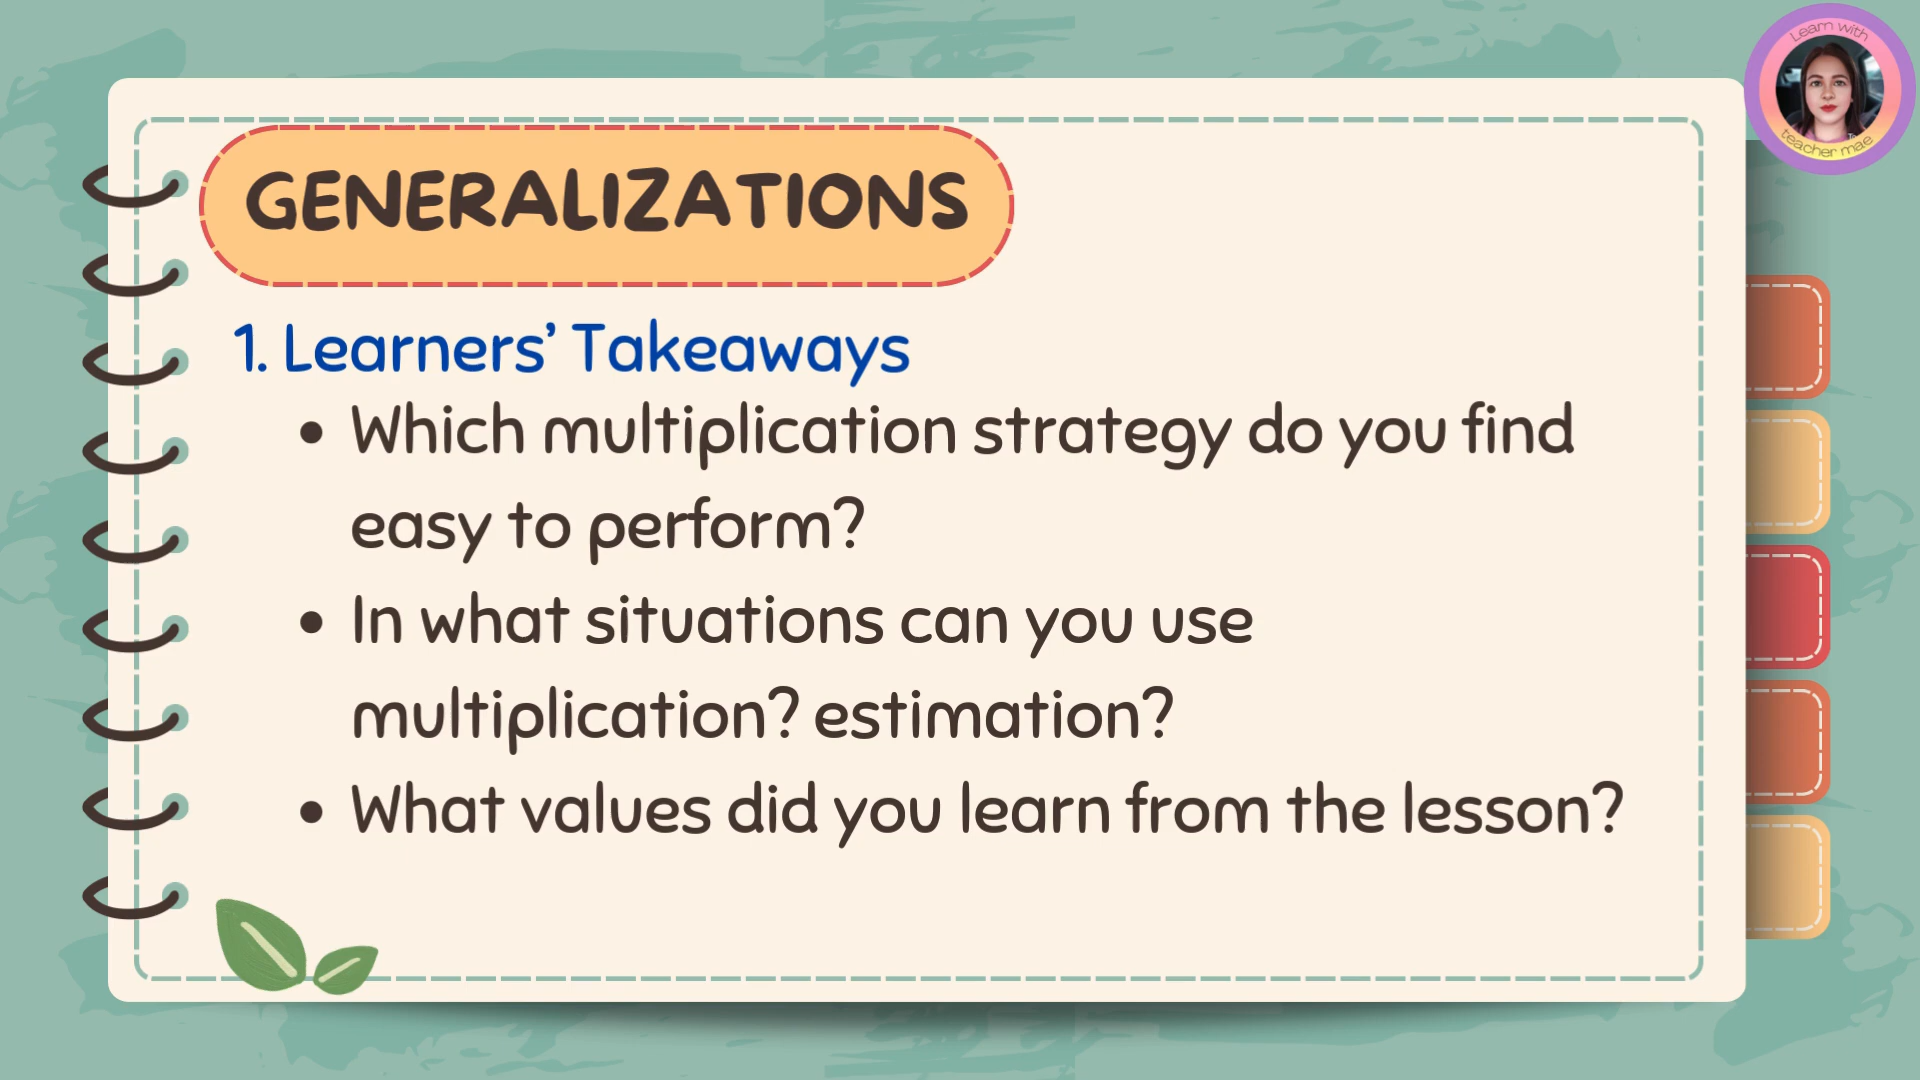 Learn with
teacher mae
GENERALIZATIONS
1. Learners’ Takeaways
• Which multiplication strategy do you find
easy to perform?
• In what situations can you use
multiplication? estimation?
• What values did you learn from the lesson?